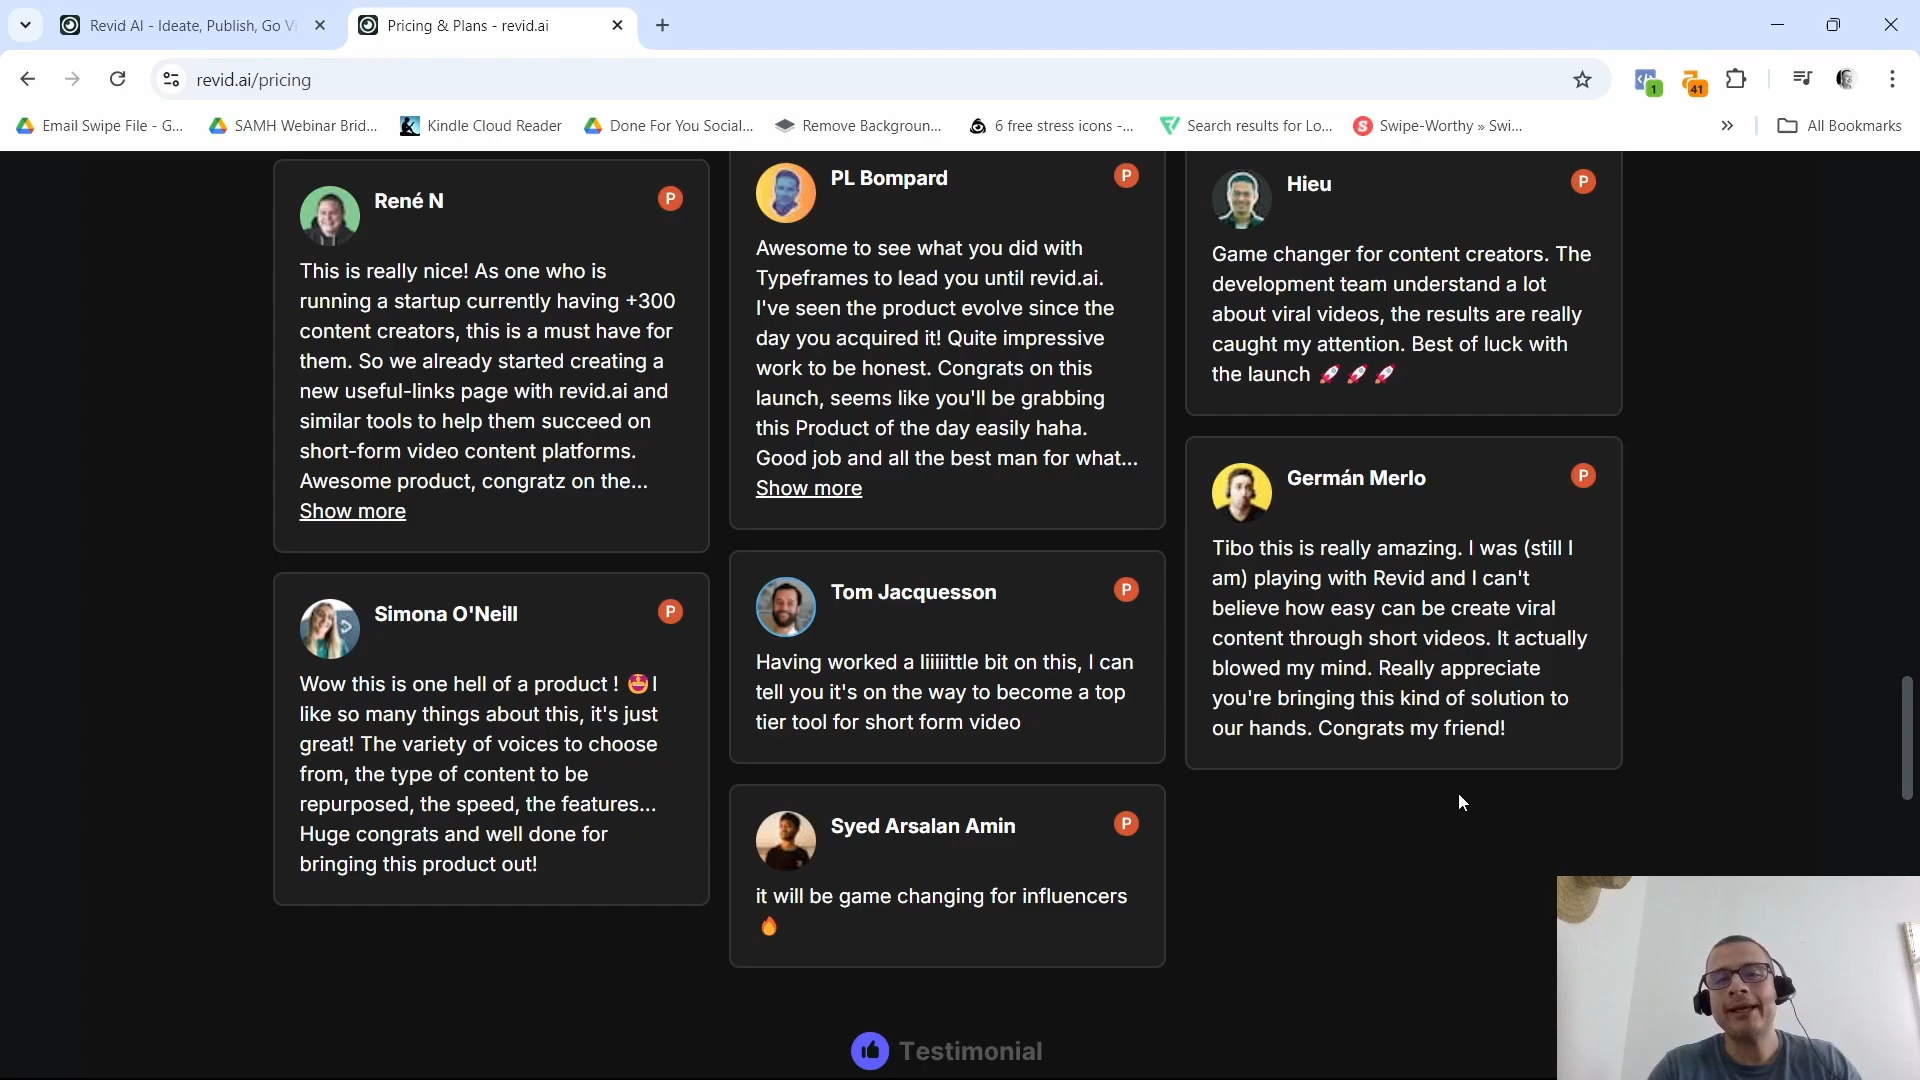 Revid AI - Ideate, Publish, Go Vi
Pricing & Plans - revid.ai
revid.ai/pricing
1
41
Email Swipe File - G...
SAMH Webinar Brid...
Kindle Cloud Reader
Done For You Social...
Remove Backgroun...
6 free stress icons -...
Search results for Lo...
S
Swipe-Worthy » Swi...
»
All Bookmarks
René N
P
This is really nice! As one who is
running a startup currently having +300
content creators, this is a must have for
them. So we already started creating a
new useful-links page with revid.ai and
similar tools to help them succeed on
short-form video content platforms.
Awesome product, congratz on the...
Show more
Simona O'Neill
P
Wow this is one hell of a product ! 🤩 I
like so many things about this, it's just
great! The variety of voices to choose
from, the type of content to be
repurposed, the speed, the features...
Huge congrats and well done for
bringing this product out!
PL Bompard
P
Awesome to see what you did with
Typeframes to lead you until revid.ai.
I've seen the product evolve since the
day you acquired it! Quite impressive
work to be honest. Congrats on this
launch, seems like you'll be grabbing
this Product of the day easily haha.
Good job and all the best man for what...
Show more
Tom Jacquesson
P
Having worked a liiiiittle bit on this, I can
tell you it's on the way to become a top
tier tool for short form video
Syed Arsalan Amin
P
it will be game changing for influencers
🔥
Hieu
P
Game changer for content creators. The
development team understand a lot
about viral videos, the results are really
caught my attention. Best of luck with
the launch 🚀 🚀 🚀
Germán Merlo
P
Tibo this is really amazing. I was (still I
am) playing with Revid and I can't
believe how easy can be create viral
content through short videos. It actually
blowed my mind. Really appreciate
you're bringing this kind of solution to
our hands. Congrats my friend!
Testimonial